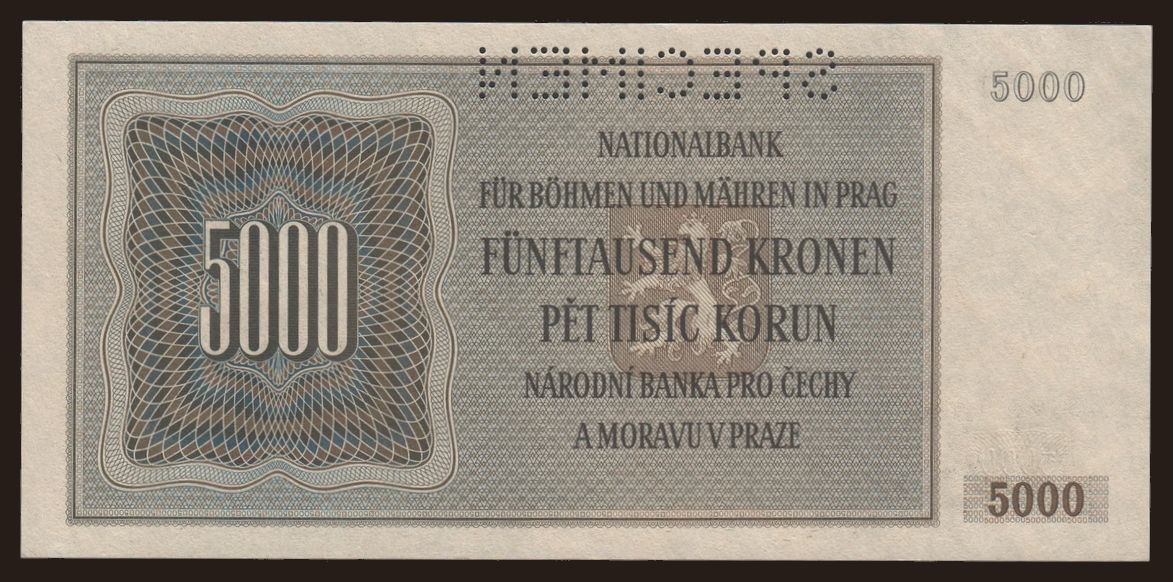 SPECIMEN
5000
NATIONALBANK
FÜR BÖHMEN UND MÄHREN IN PRAG
FÜNFTAUSEND KRONEN
5000
PĚT TISÍC KORUN
NÁRODNÍ BANKA PRO ČECHY
A MORAVU V PRAZE
5000